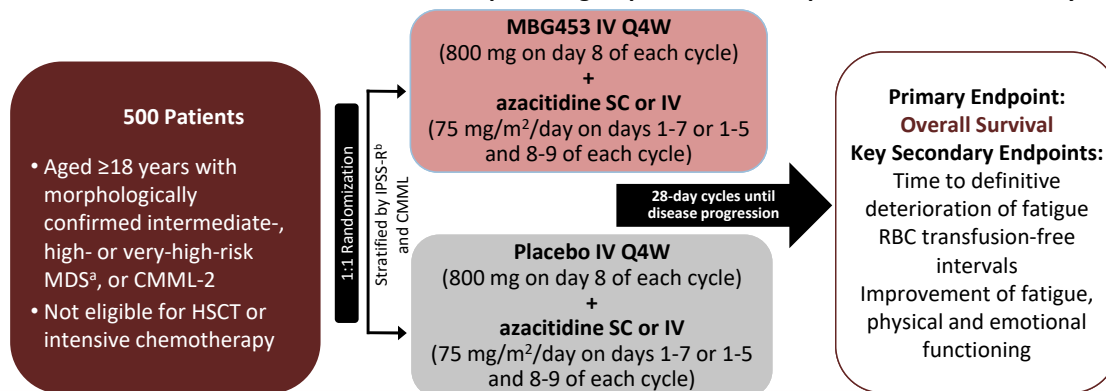 500 Patients
• Aged ≥18 years with
morphologically
confirmed intermediate-,
high- or very-high-risk
MDSᵃ, or CMML-2
• Not eligible for HSCT or
intensive chemotherapy
1:1 Randomization
Stratified by IPSS-Rᵇ
and CMML
MBG453 IV Q4W
(800 mg on day 8 of each cycle)
+
azacitidine SC or IV
(75 mg/m²/day on days 1-7 or 1-5
and 8-9 of each cycle)
28-day cycles until
disease progression
Placebo IV Q4W
(800 mg on day 8 of each cycle)
+
azacitidine SC or IV
(75 mg/m²/day on days 1-7 or 1-5
and 8-9 of each cycle)
Primary Endpoint:
Overall Survival
Key Secondary Endpoints:
Time to definitive
deterioration of fatigue
RBC transfusion-free
intervals
Improvement of fatigue,
physical and emotional
functioning